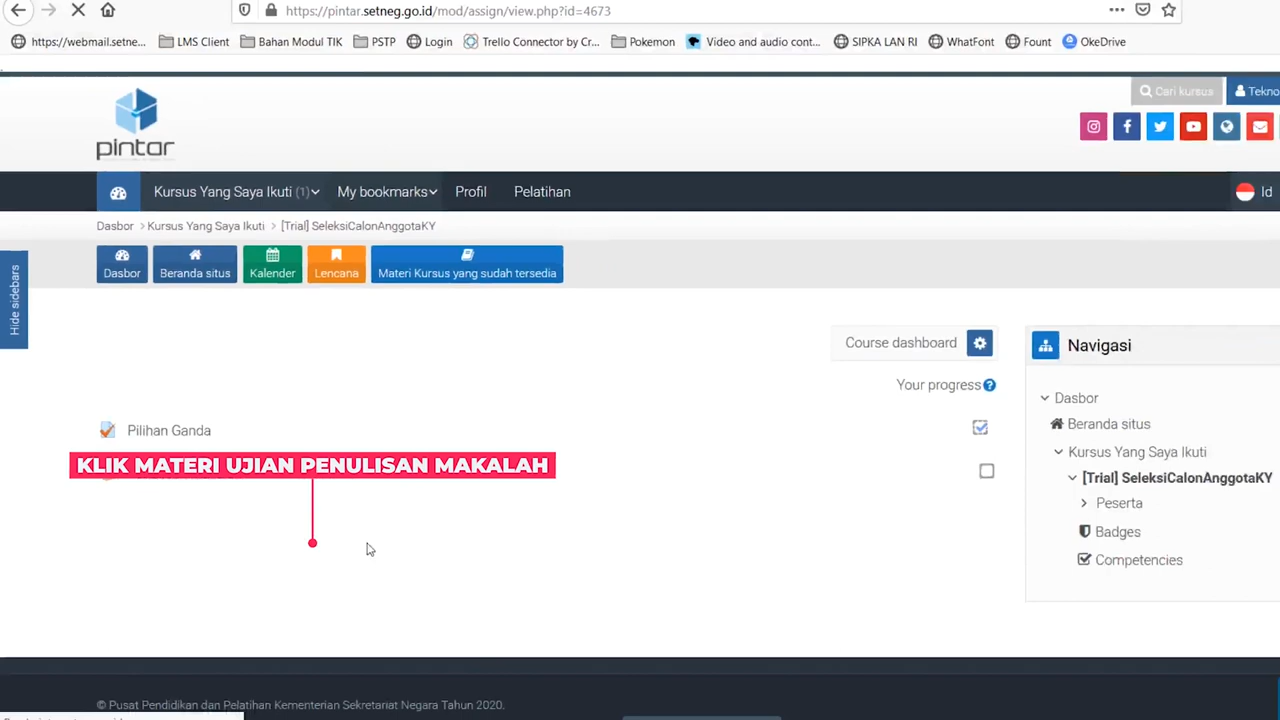 https://pintar.setneg.go.id/mod/assign/view.php?id=4673
https://webmail.setne... LMS Client Bahan Modul TIK PSTP Login Trello Connector by Cr... Pokemon Video and audio cont... SIPKA LAN RI WhatFont Fount OkeDrive
pintar
Cari kursus
Tekno
Kursus Yang Saya Ikuti (1) My bookmarks Profil Pelatihan Id
Dasbor Kursus Yang Saya Ikuti [Trial] SeleksiCalonAnggotaKY
Dasbor Beranda situs Kalender Lencana Materi Kursus yang sudah tersedia
Hide sidebars
Course dashboard
Your progress
Pilihan Ganda
KLIK MATERI UJIAN PENULISAN MAKALAH
Navigasi
Dasbor
Beranda situs
Kursus Yang Saya Ikuti
[Trial] SeleksiCalonAnggotaKY
Peserta
Badges
Competencies
© Pusat Pendidikan dan Pelatihan Kementerian Sekretariat Negara Tahun 2020.